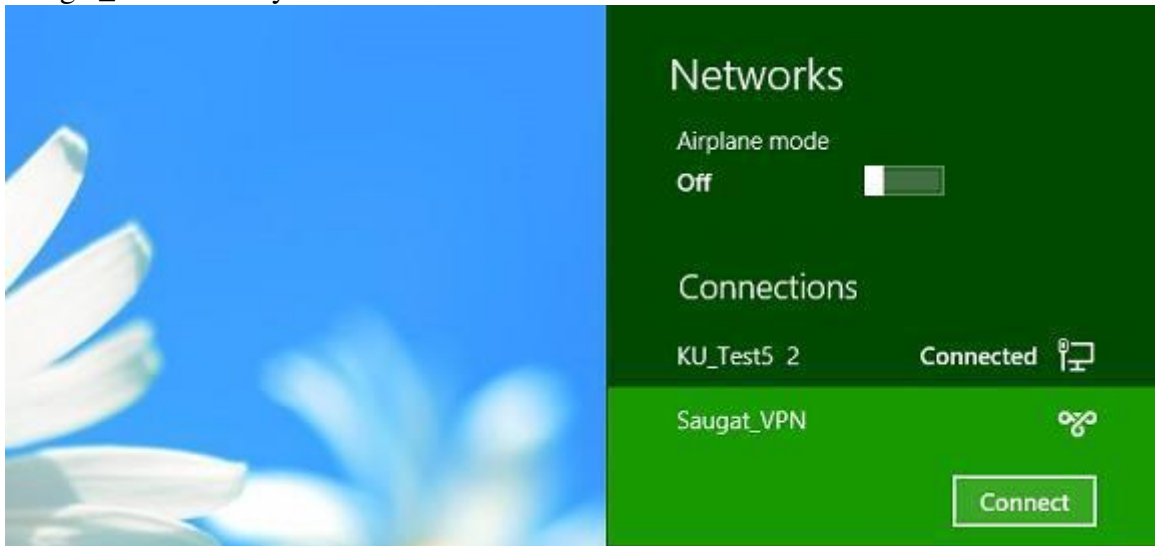 Networks
Airplane mode
Off
Connections
KU_Test5 2 Connected
Saugat_VPN
Connect